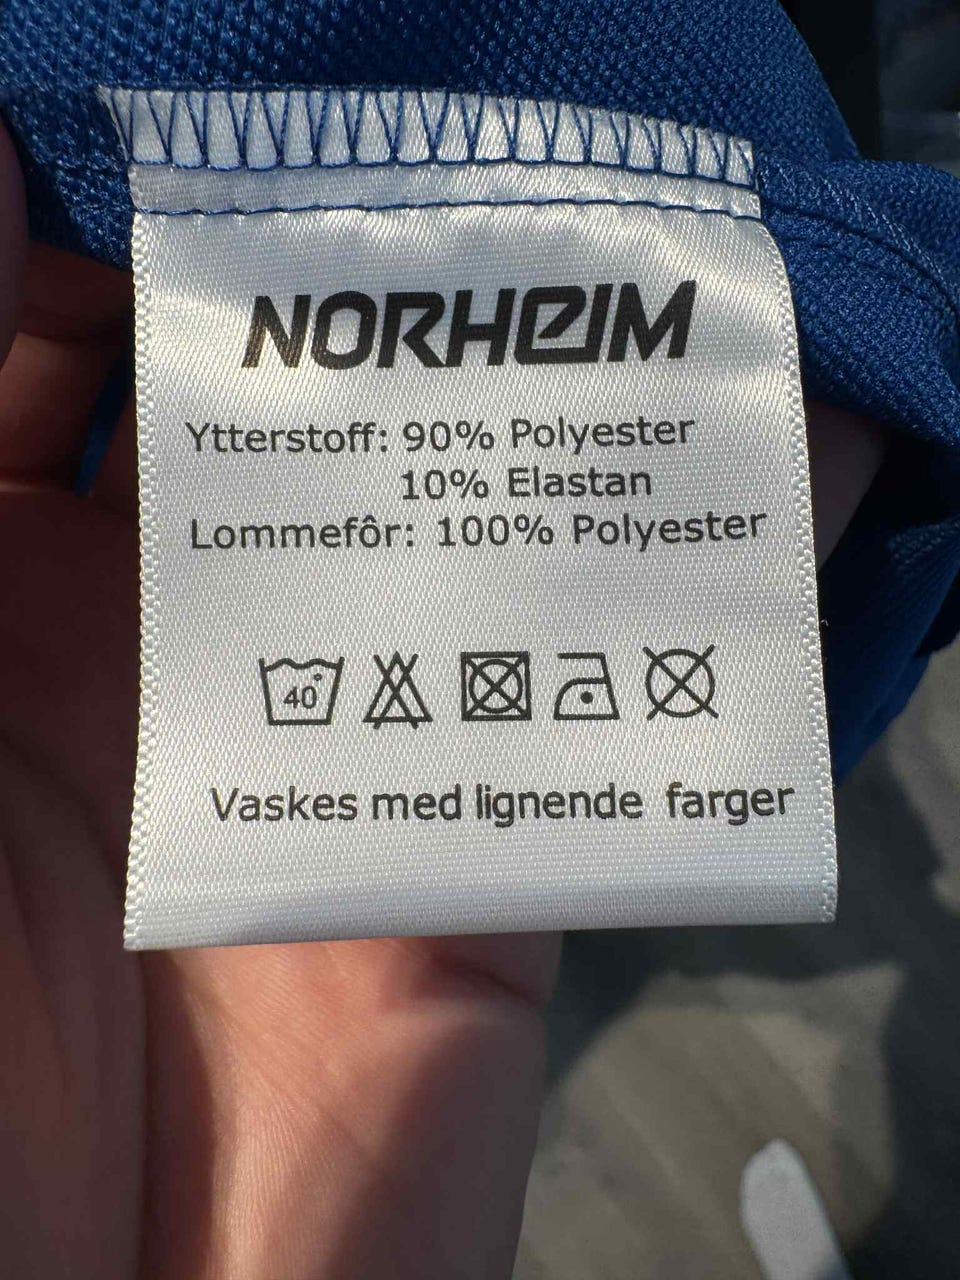 NORHEIM
Ytterstoff: 90% Polyester
10% Elastan
Lommefôr: 100% Polyester
40°
Vaskes med lignende farger